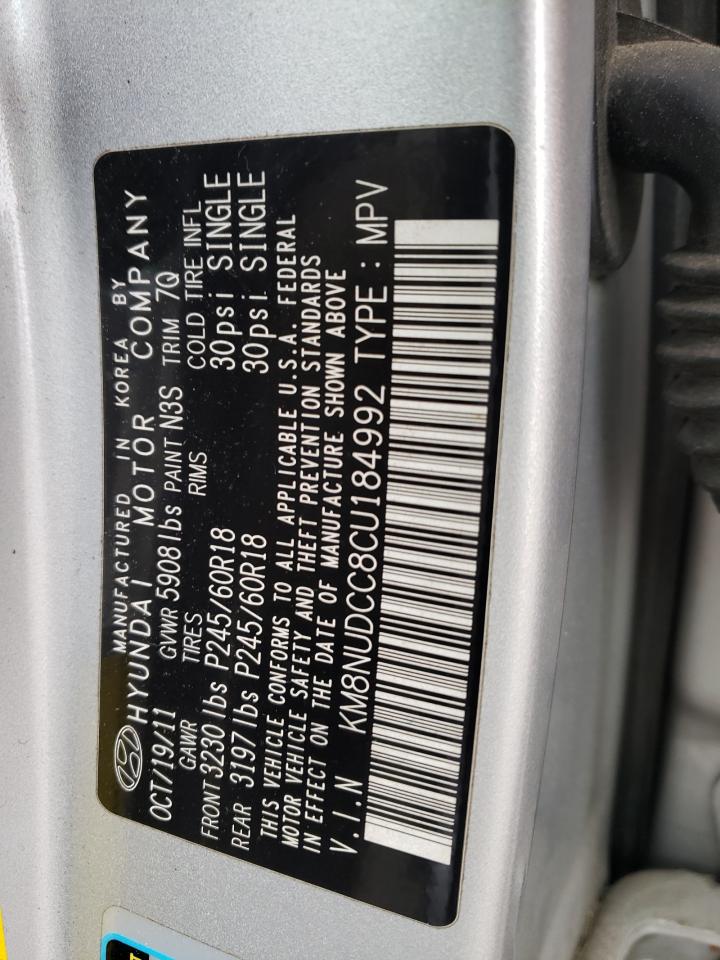 MANUFACTURED IN KOREA BY
HYUNDAI MOTOR COMPANY
OCT/19/11 GVWR 5908 lbs PAINT N3S TRIM 7Q
GAWR TIRES RIMS COLD TIRE INFL
FRONT 3230 lbs P245/60R18 30psi SINGLE
REAR 3197 lbs P245/60R18 30psi SINGLE
THIS VEHICLE CONFORMS TO ALL APPLICABLE U.S.A. FEDERAL
MOTOR VEHICLE SAFETY AND THEFT PREVENTION STANDARDS
IN EFFECT ON THE DATE OF MANUFACTURE SHOWN ABOVE
V.I.N KM8NUDCC8CU184992 TYPE : MPV